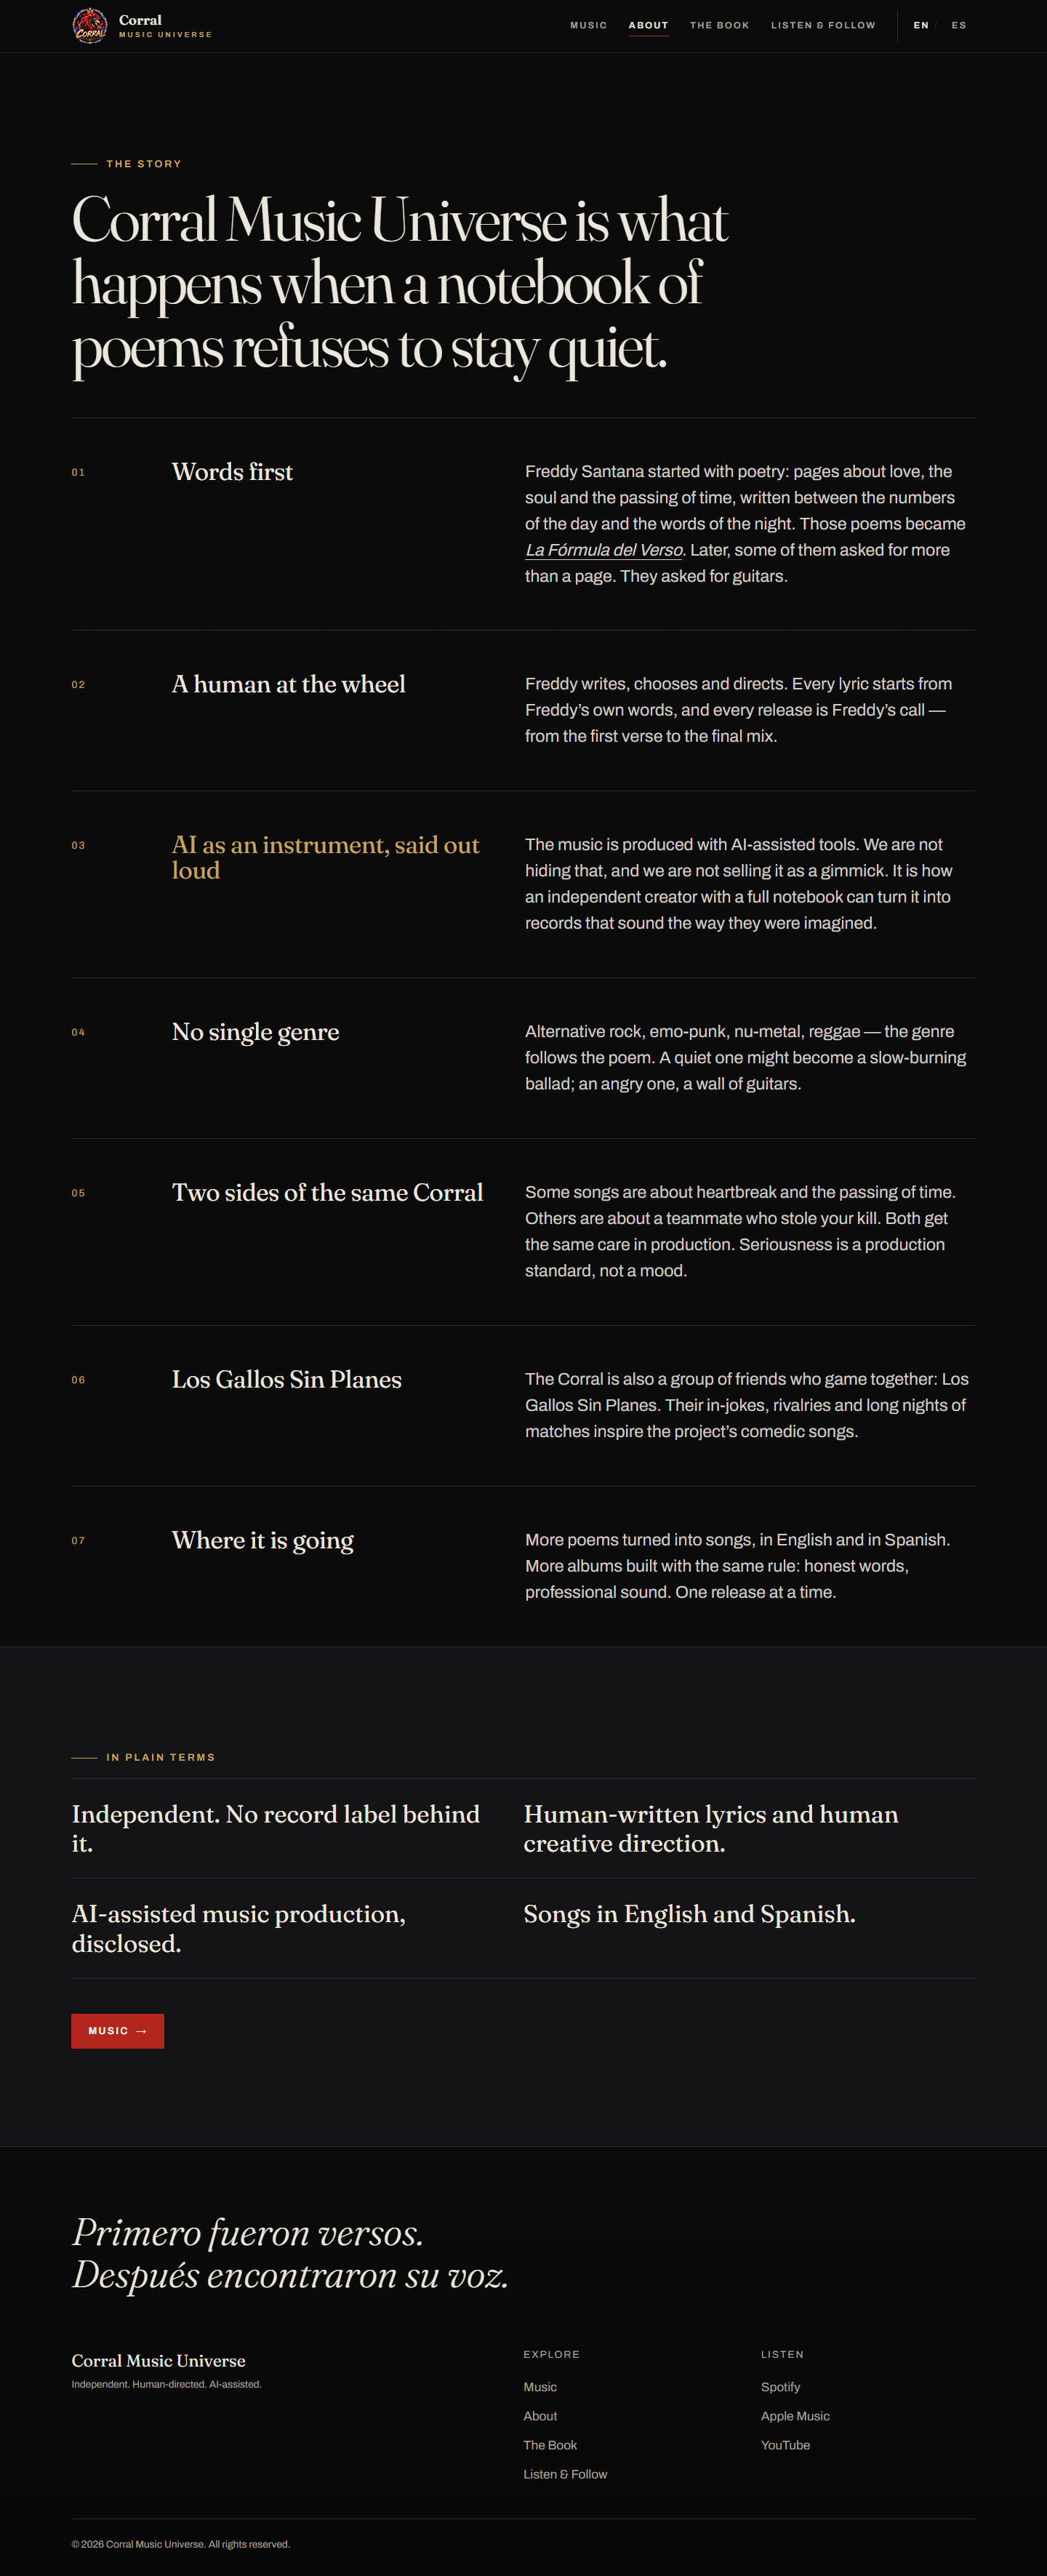 CORRAL
Corral
MUSIC UNIVERSE
MUSIC ABOUT THE BOOK LISTEN & FOLLOW EN / ES
THE STORY
Corral Music Universe is what
happens when a notebook of
poems refuses to stay quiet.
01
Words first
Freddy Santana started with poetry: pages about love, the
soul and the passing of time, written between the numbers
of the day and the words of the night. Those poems became
La Fórmula del Verso. Later, some of them asked for more
than a page. They asked for guitars.
02
A human at the wheel
Freddy writes, chooses and directs. Every lyric starts from
Freddy’s own words, and every release is Freddy’s call —
from the first verse to the final mix.
03
AI as an instrument, said out
loud
The music is produced with AI-assisted tools. We are not
hiding that, and we are not selling it as a gimmick. It is how
an independent creator with a full notebook can turn it into
records that sound the way they were imagined.
04
No single genre
Alternative rock, emo-punk, nu-metal, reggae — the genre
follows the poem. A quiet one might become a slow-burning
ballad; an angry one, a wall of guitars.
05
Two sides of the same Corral
Some songs are about heartbreak and the passing of time.
Others are about a teammate who stole your kill. Both get
the same care in production. Seriousness is a production
standard, not a mood.
06
Los Gallos Sin Planes
The Corral is also a group of friends who game together: Los
Gallos Sin Planes. Their in-jokes, rivalries and long nights of
matches inspire the project’s comedic songs.
07
Where it is going
More poems turned into songs, in English and in Spanish.
More albums built with the same rule: honest words,
professional sound. One release at a time.
IN PLAIN TERMS
Independent. No record label behind
it.
Human-written lyrics and human
creative direction.
AI-assisted music production,
disclosed.
Songs in English and Spanish.
MUSIC →
Primero fueron versos.
Después encontraron su voz.
Corral Music Universe
Independent. Human-directed. AI-assisted.
EXPLORE
Music
About
The Book
Listen & Follow
LISTEN
Spotify
Apple Music
YouTube
© 2026 Corral Music Universe. All rights reserved.